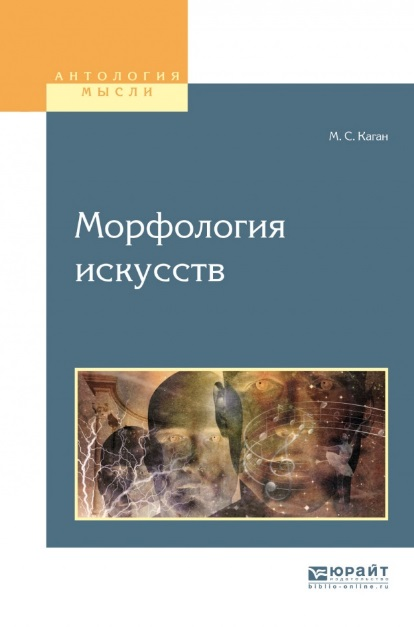 АНТОЛОГИЯ
МЫСЛИ
М. С. Каган
Морфология
искусств
ЮРАЙТ
издательство
biblio-online.ru